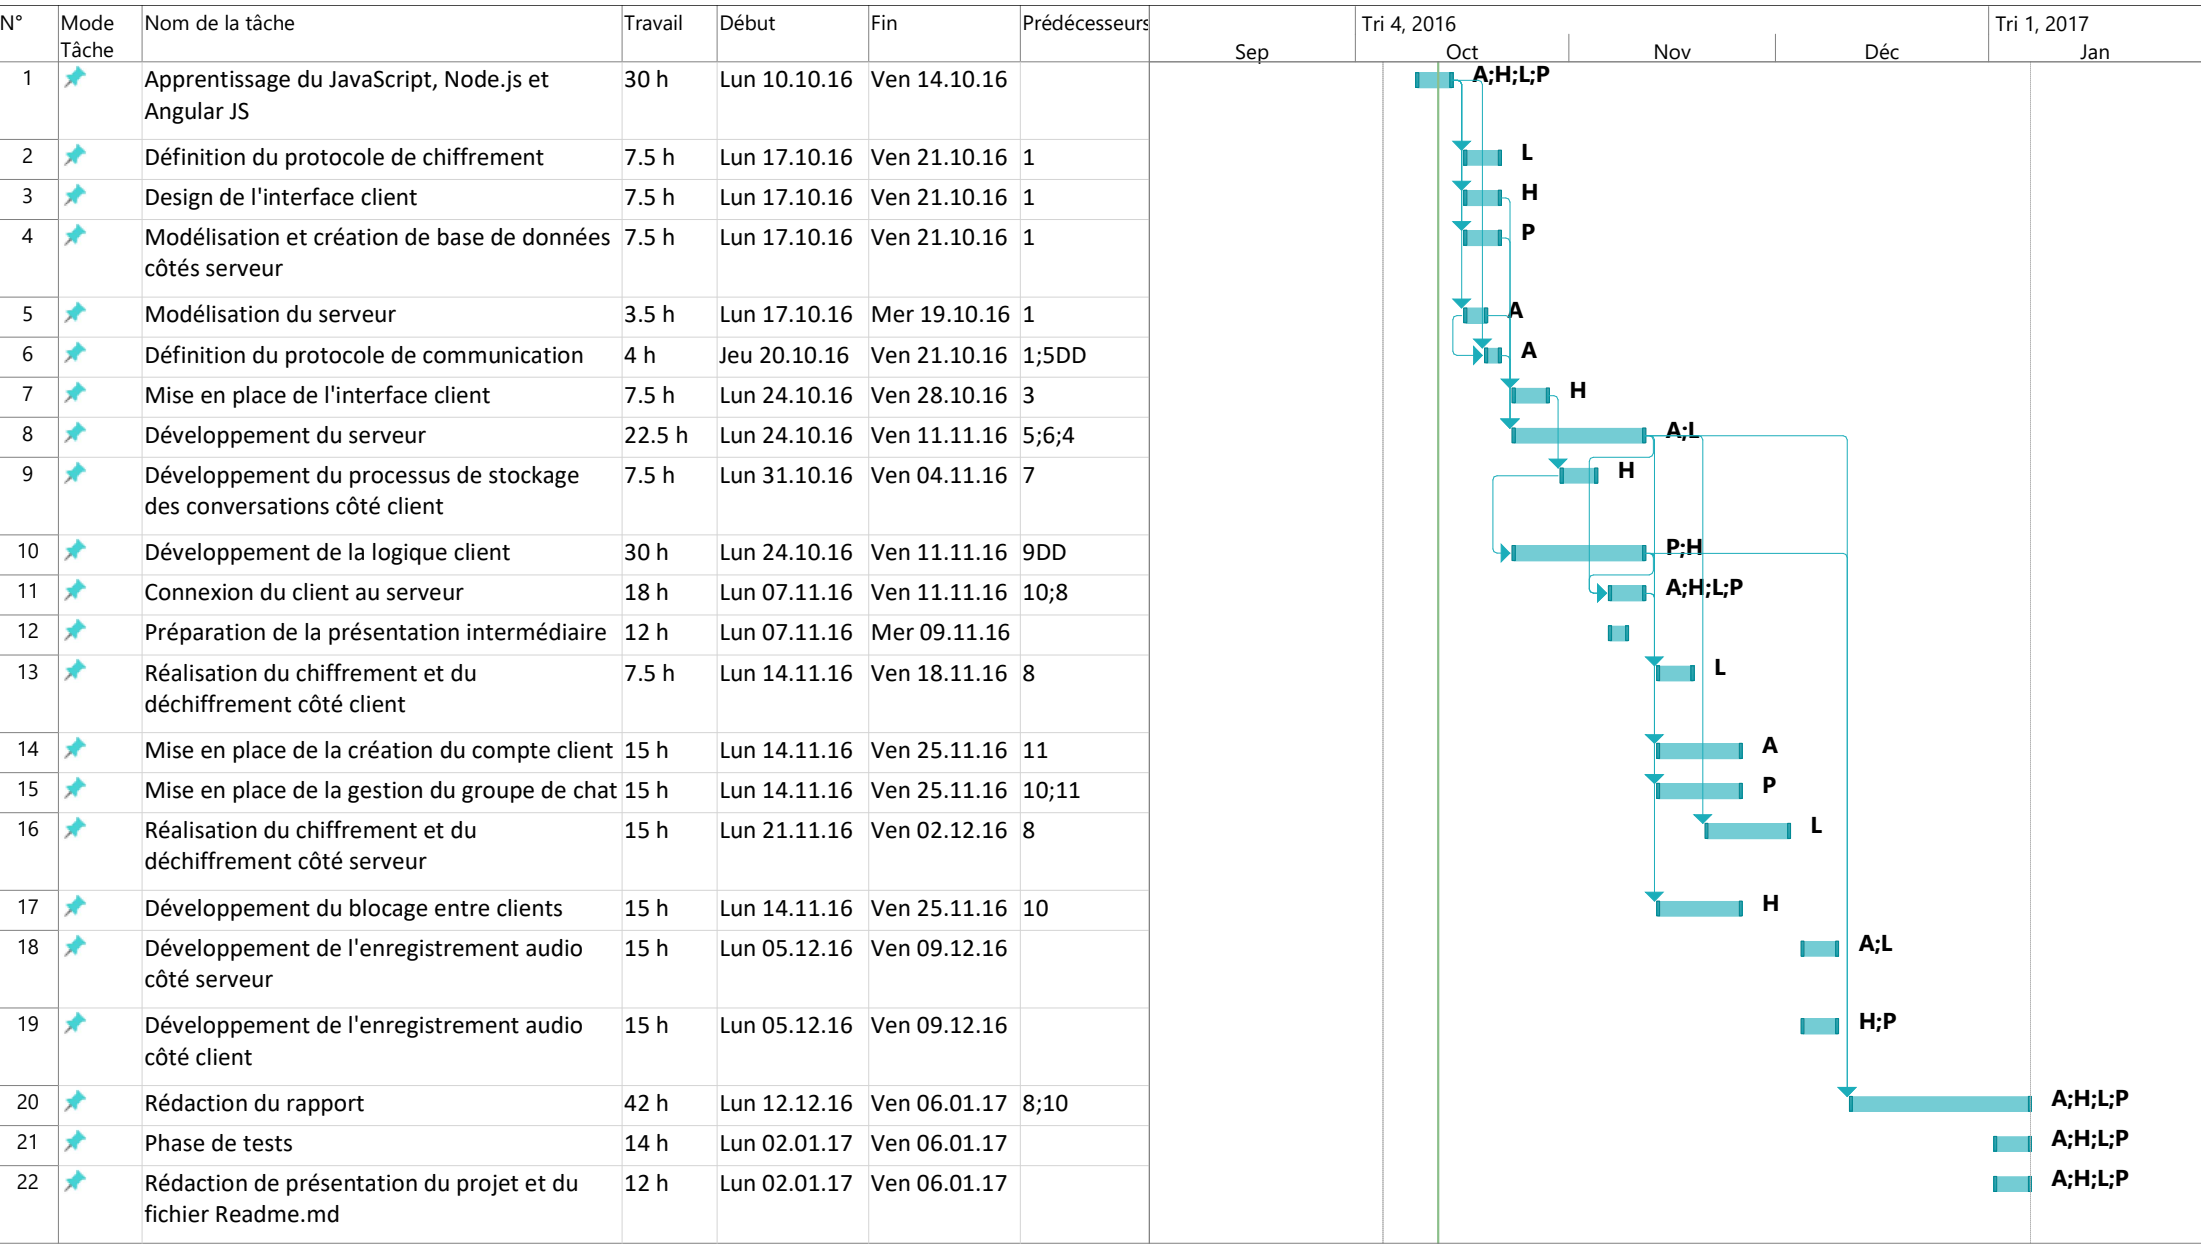 N° Mode Nom de la tâche Travail Début Fin Prédécesseurs Tri 4, 2016 Tri 1, 2017
Tâche Sep Oct Nov Déc Jan
1 Apprentissage du JavaScript, Node.js et 30 h Lun 10.10.16 Ven 14.10.16 A;H;L;P
Angular JS
2 Définition du protocole de chiffrement 7.5 h Lun 17.10.16 Ven 21.10.16 1 L
3 Design de l'interface client 7.5 h Lun 17.10.16 Ven 21.10.16 1 H
4 Modélisation et création de base de données 7.5 h Lun 17.10.16 Ven 21.10.16 1 P
côtés serveur
5 Modélisation du serveur 3.5 h Lun 17.10.16 Mer 19.10.16 1 A
6 Définition du protocole de communication 4 h Jeu 20.10.16 Ven 21.10.16 1;5DD A
7 Mise en place de l'interface client 7.5 h Lun 24.10.16 Ven 28.10.16 3 H
8 Développement du serveur 22.5 h Lun 24.10.16 Ven 11.11.16 5;6;4 A;L
9 Développement du processus de stockage 7.5 h Lun 31.10.16 Ven 04.11.16 7 H
des conversations côté client
10 Développement de la logique client 30 h Lun 24.10.16 Ven 11.11.16 9DD P;H
11 Connexion du client au serveur 18 h Lun 07.11.16 Ven 11.11.16 10;8 A;H;L;P
12 Préparation de la présentation intermédiaire 12 h Lun 07.11.16 Mer 09.11.16
13 Réalisation du chiffrement et du 7.5 h Lun 14.11.16 Ven 18.11.16 8 L
déchiffrement côté client
14 Mise en place de la création du compte client 15 h Lun 14.11.16 Ven 25.11.16 11 A
15 Mise en place de la gestion du groupe de chat 15 h Lun 14.11.16 Ven 25.11.16 10;11 P
16 Réalisation du chiffrement et du 15 h Lun 21.11.16 Ven 02.12.16 8 L
déchiffrement côté serveur
17 Développement du blocage entre clients 15 h Lun 14.11.16 Ven 25.11.16 10 H
18 Développement de l'enregistrement audio 15 h Lun 05.12.16 Ven 09.12.16 A;L
côté serveur
19 Développement de l'enregistrement audio 15 h Lun 05.12.16 Ven 09.12.16 H;P
côté client
20 Rédaction du rapport 42 h Lun 12.12.16 Ven 06.01.17 8;10 A;H;L;P
21 Phase de tests 14 h Lun 02.01.17 Ven 06.01.17 A;H;L;P
22 Rédaction de présentation du projet et du 12 h Lun 02.01.17 Ven 06.01.17 A;H;L;P
fichier Readme.md